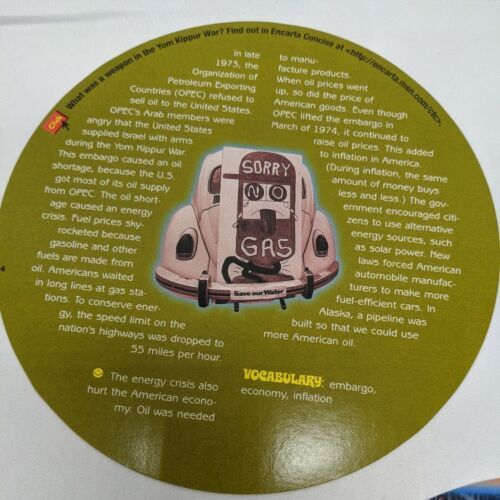 Click
What was a weapon in the Yom Kippur War? Find out in Encarta Concise at <http://encarta.msn.com/cfc>.
In late
1973, the
Organization of
Petroleum Exporting
Countries (OPEC) refused to
sell oil to the United States.
OPEC's Arab members were
angry that the United States
supplied Israel with arms
during the Yom Kippur War.
This embargo caused an oil
shortage, because the U.S.
got most of its oil supply
from OPEC. The oil short-
age caused an energy
crisis. Fuel prices sky-
rocketed because
gasoline and other
fuels are made from
oil. Americans waited
in long lines at gas sta-
tions. To conserve ener-
gy, the speed limit on the
nation's highways was dropped to
55 miles per hour.
The energy crisis also
hurt the American econo-
my. Oil was needed
to manu-
facture products.
When oil prices went
up, so did the price of
American goods. Even though
OPEC lifted the embargo in
March of 1974, it continued to
raise oil prices. This added
to inflation in America.
(During inflation, the same
amount of money buys
less and less.) The gov-
ernment encouraged citi-
zens to use alternative
energy sources, such
as solar power. New
laws forced American
automobile manufac-
turers to make more
fuel-efficient cars. In
Alaska, a pipeline was
built so that we could use
more American oil.
VOCABULARY: embargo,
economy, inflation
SORRY
NO
GAS
Save our Water
4